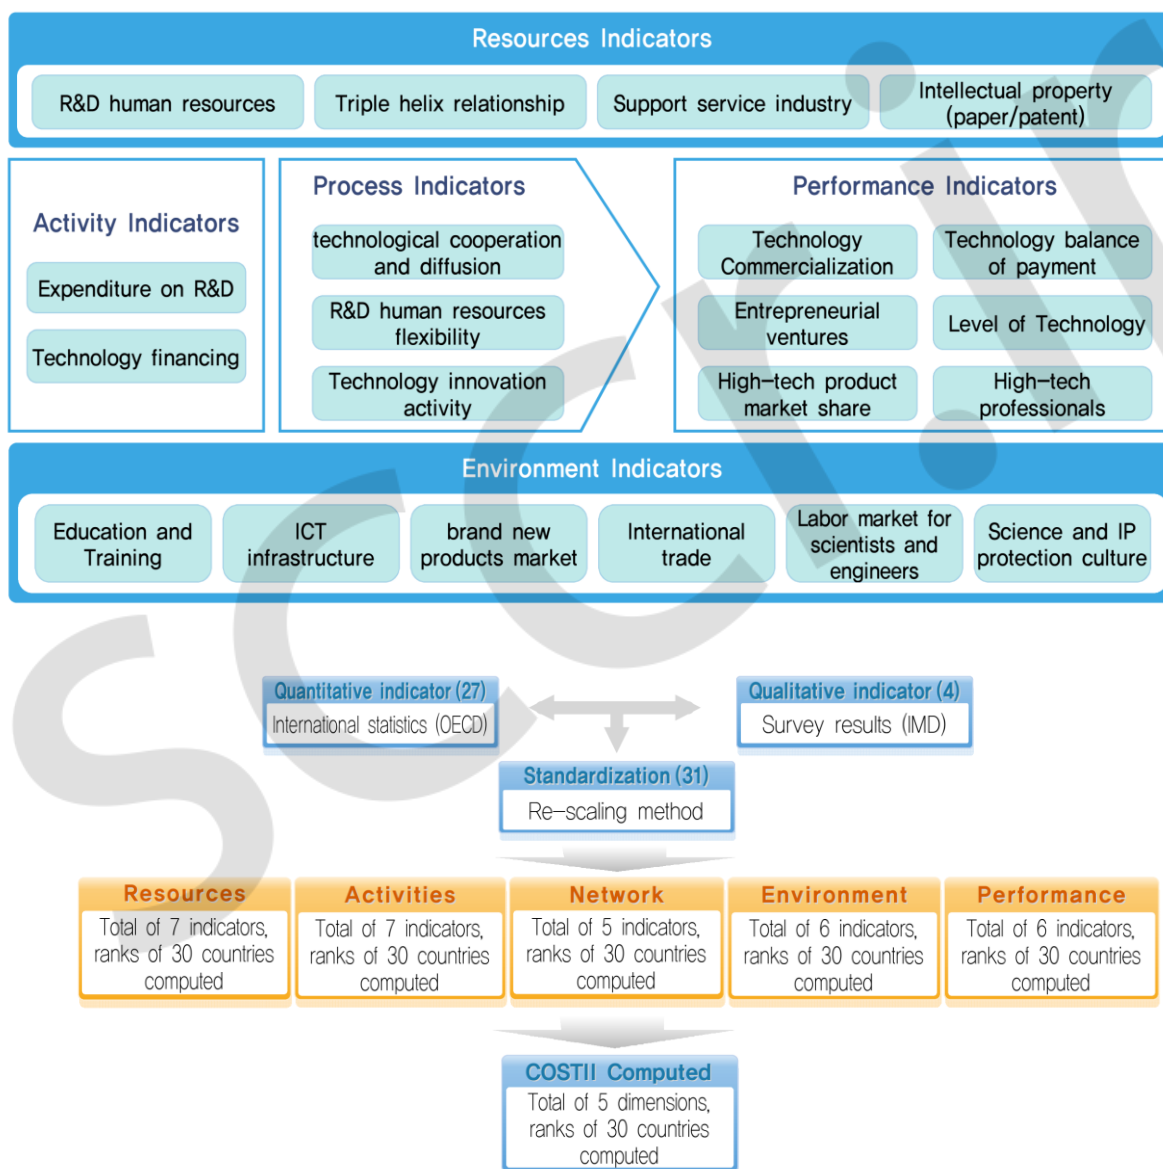 Resources Indicators
R&D human resources
Triple helix relationship
Support service industry
Intellectual property
(paper/patent)
Activity Indicators
Expenditure on R&D
Technology financing
Process Indicators
technological cooperation
and diffusion
R&D human resources
flexibility
Technology innovation
activity
Performance Indicators
Technology
Commercialization
Technology balance
of payment
Entrepreneurial
ventures
Level of Technology
High-tech product
market share
High-tech
professionals
Environment Indicators
Education and
Training
ICT
infrastructure
brand new
products market
International
trade
Labor market for
scientists and
engineers
Science and IP
protection culture
Quantitative indicator (27)
International statistics (OECD)
Qualitative indicator (4)
Survey results (IMD)
Standardization (31)
Re-scaling method
Resources
Total of 7 indicators,
ranks of 30 countries
computed
Activities
Total of 7 indicators,
ranks of 30 countries
computed
Network
Total of 5 indicators,
ranks of 30 countries
computed
Environment
Total of 6 indicators,
ranks of 30 countries
computed
Performance
Total of 6 indicators,
ranks of 30 countries
computed
COSTII Computed
Total of 5 dimensions,
ranks of 30 countries
computed
sccr.ir